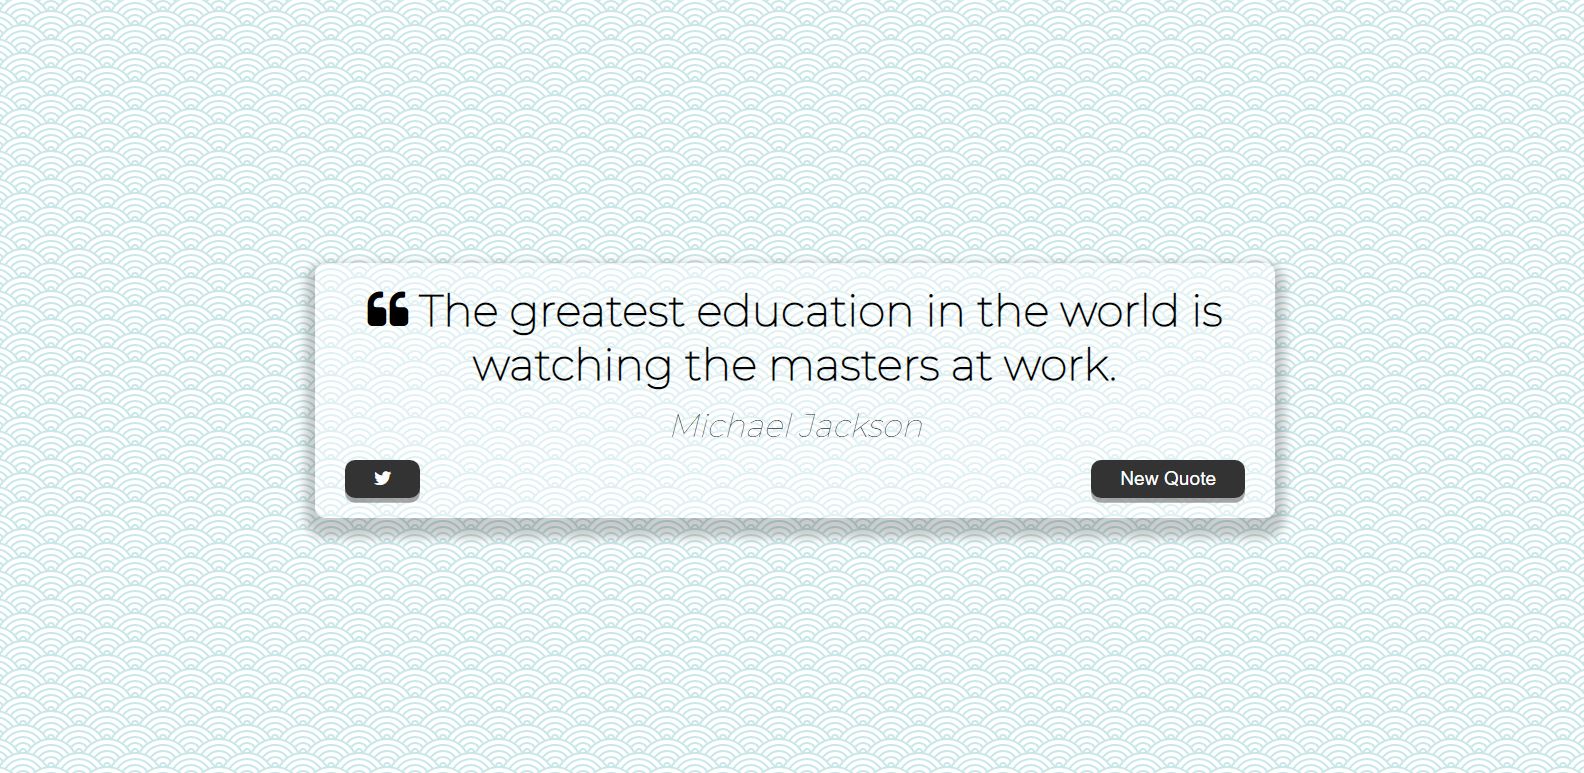 The greatest education in the world is
watching the masters at work.
Michael Jackson
New Quote